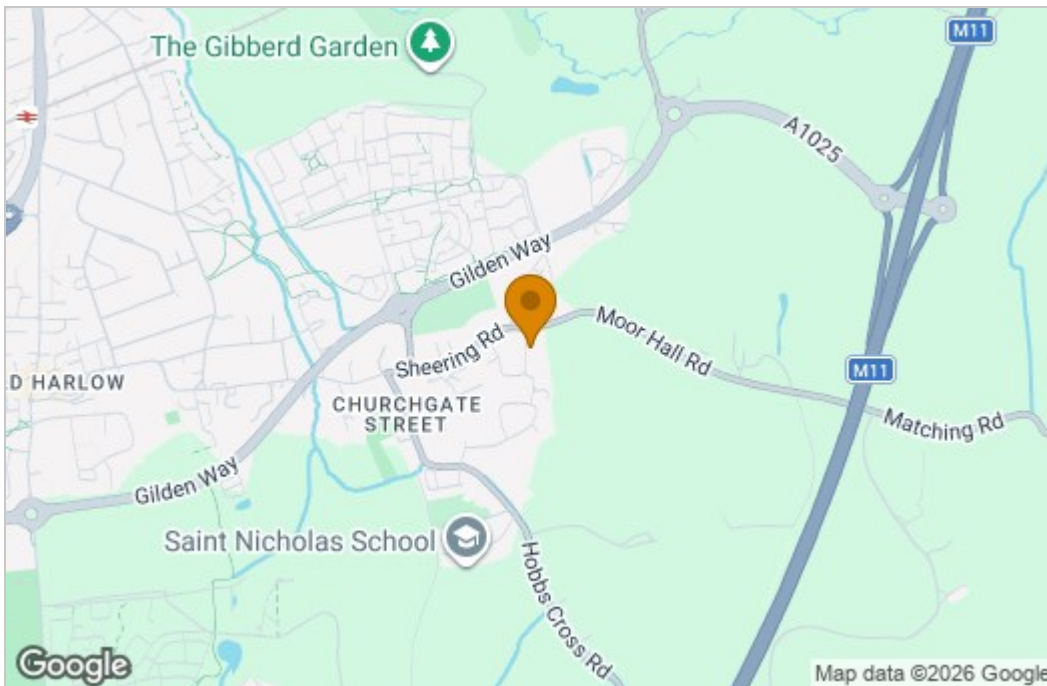 M11
The Gibberd Garden
A1025
Gilden Way
Sheering Rd
Moor Hall Rd
M11
D HARLOW
CHURCHGATE
STREET
Matching Rd
Gilden Way
Saint Nicholas School
Hobbs Cross Rd
Google
Map data ©2026 Google